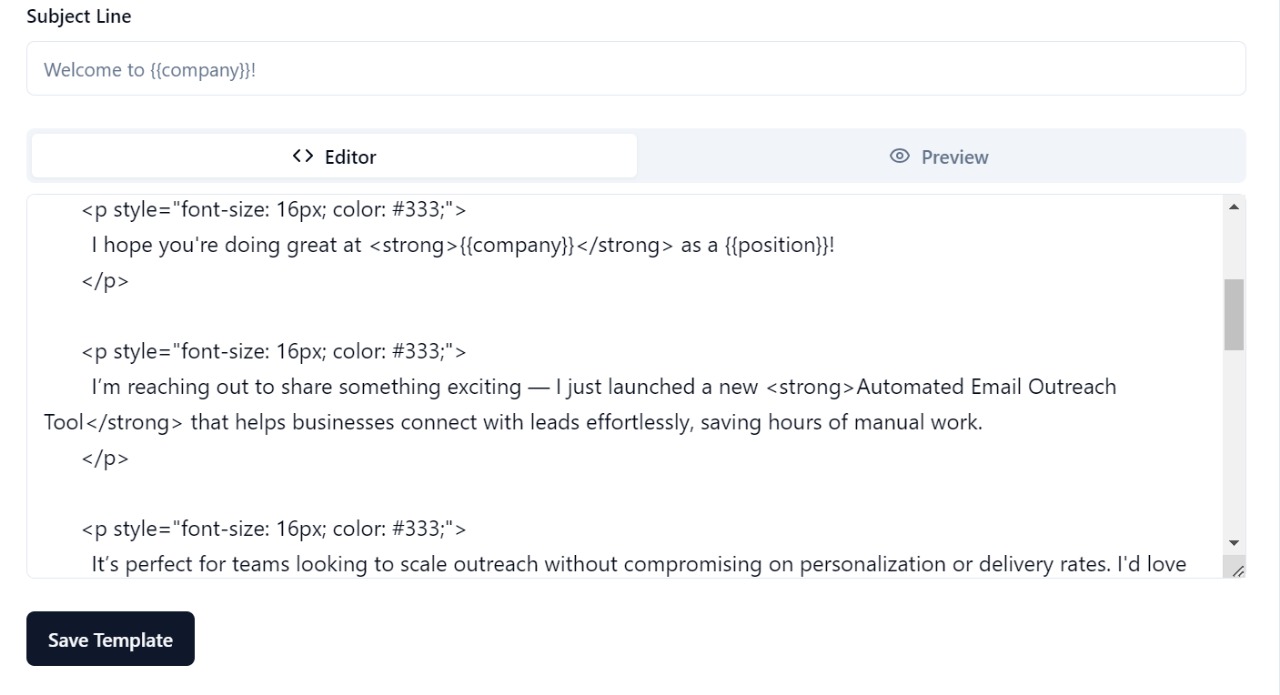 Subject Line
Welcome to {{company}}!
<> Editor
Preview
<p style="font-size: 16px; color: #333;">
I hope you're doing great at <strong>{{company}}</strong> as a {{position}}!
</p>
<p style="font-size: 16px; color: #333;">
I’m reaching out to share something exciting — I just launched a new <strong>Automated Email Outreach
Tool</strong> that helps businesses connect with leads effortlessly, saving hours of manual work.
</p>
<p style="font-size: 16px; color: #333;">
It’s perfect for teams looking to scale outreach without compromising on personalization or delivery rates. I'd love
Save Template